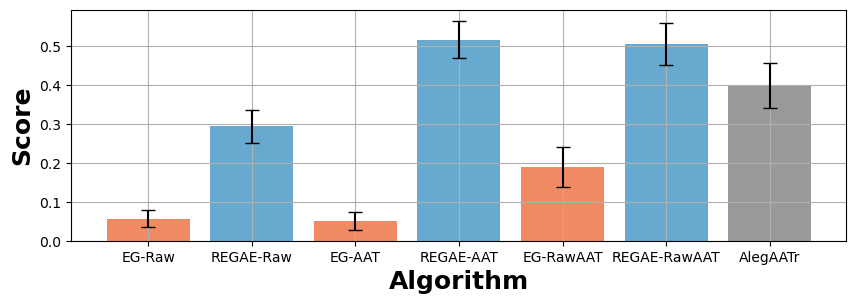 Score
0.5
0.4
0.3
0.2
0.1
0.0
EG-Raw REGAE-Raw EG-AAT REGAE-AAT EG-RawAAT REGAE-RawAAT AlegAATr
Algorithm